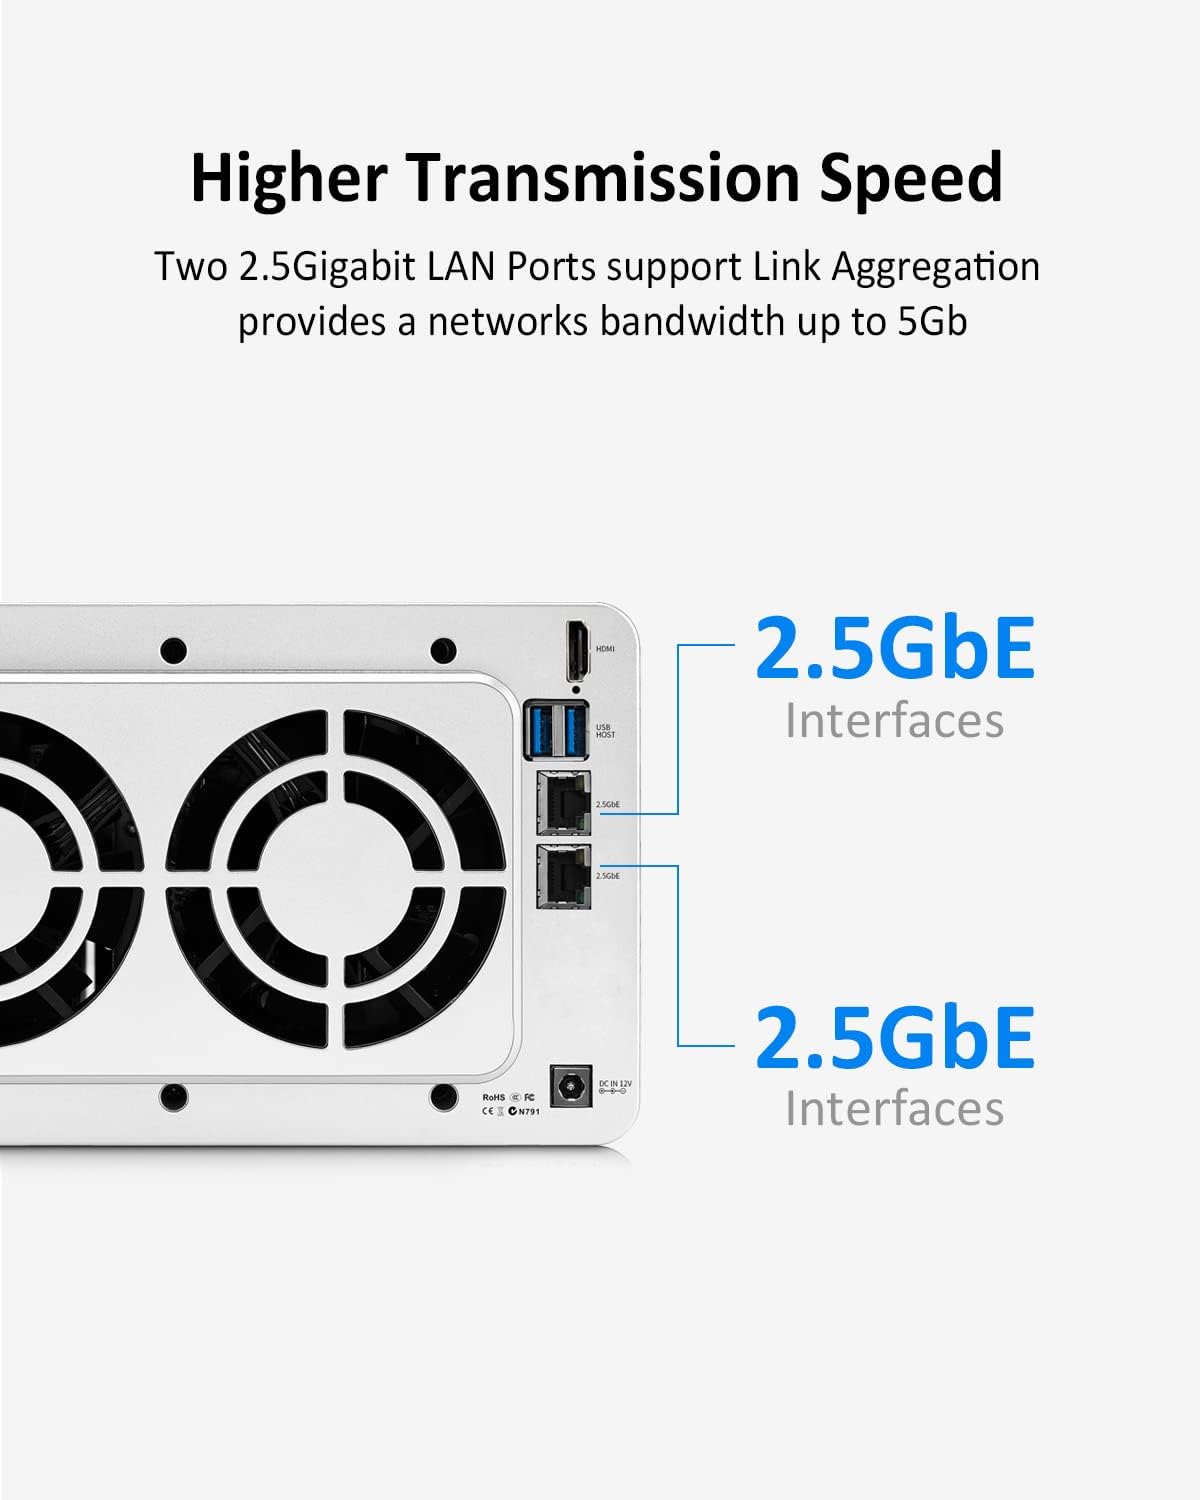 Higher Transmission Speed
Two 2.5Gigabit LAN Ports support Link Aggregation
provides a networks bandwidth up to 5Gb
2.5GbE
Interfaces
HDMI
USB
HOST
2.5GbE
2.5GbE
2.5GbE
Interfaces
DC IN 12V
RoHS CCC FC
CE N791